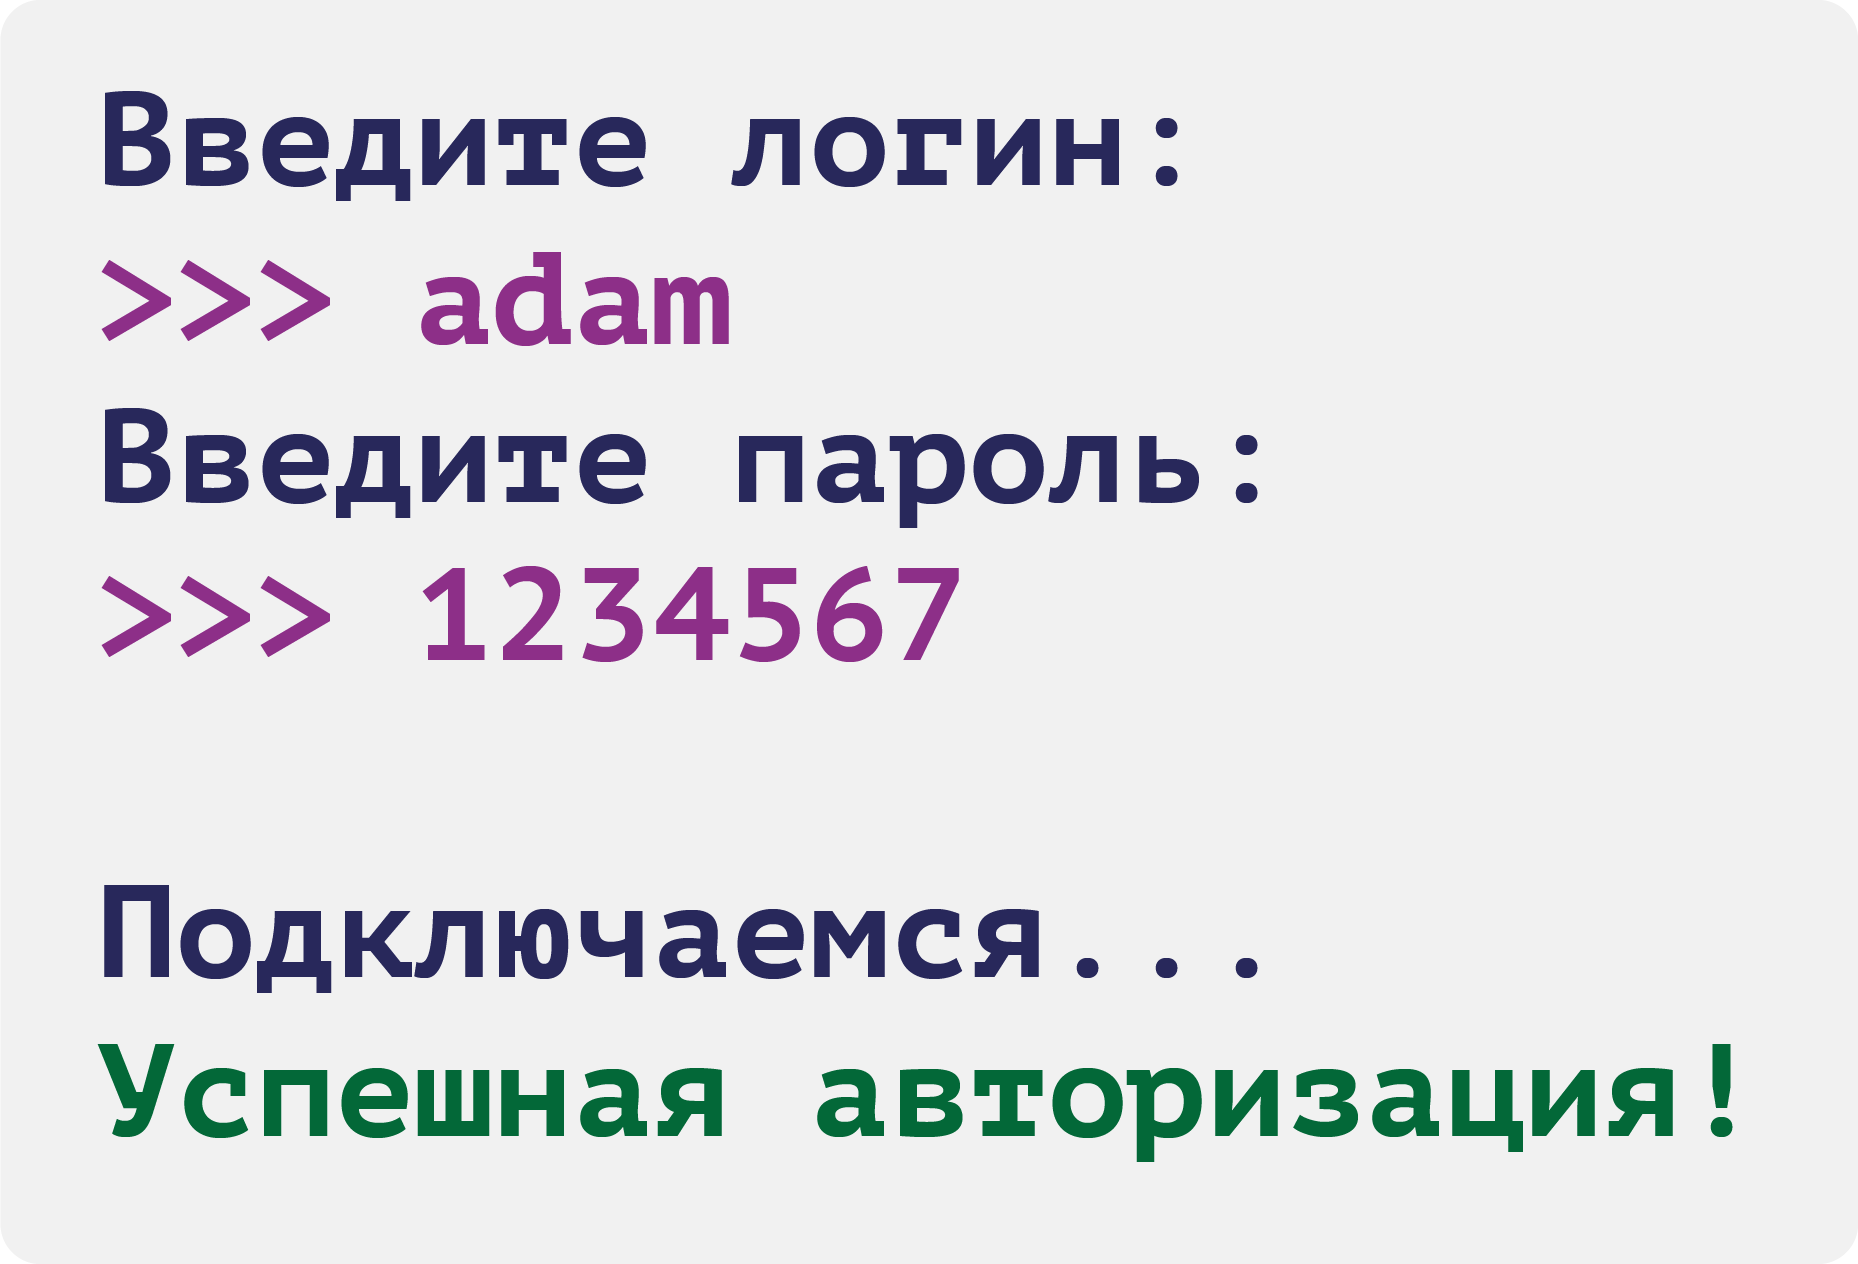 Введите логин:
>>> adam
Введите пароль:
>>> 1234567
Подключаемся...
Успешная авторизация!